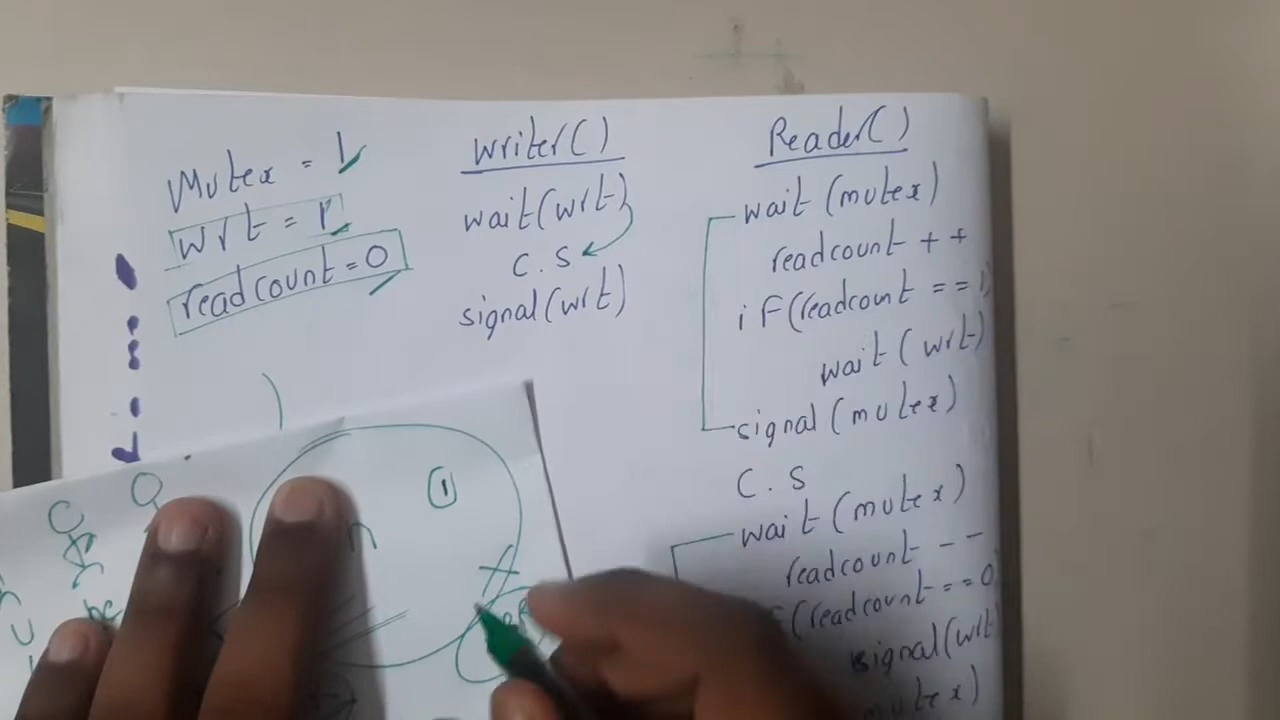 Mutex = 1
wrt = 1
readcount = 0
writer()
wait(wrt)
C.S
signal(wrt)
Reader()
wait (mutex)
readcount + +
if(readcount == 1)
wait (wrt)
signal (mutex)
C.S
wait (mutex)
readcount - -
(readcount == 0
signal(wrt
1
n